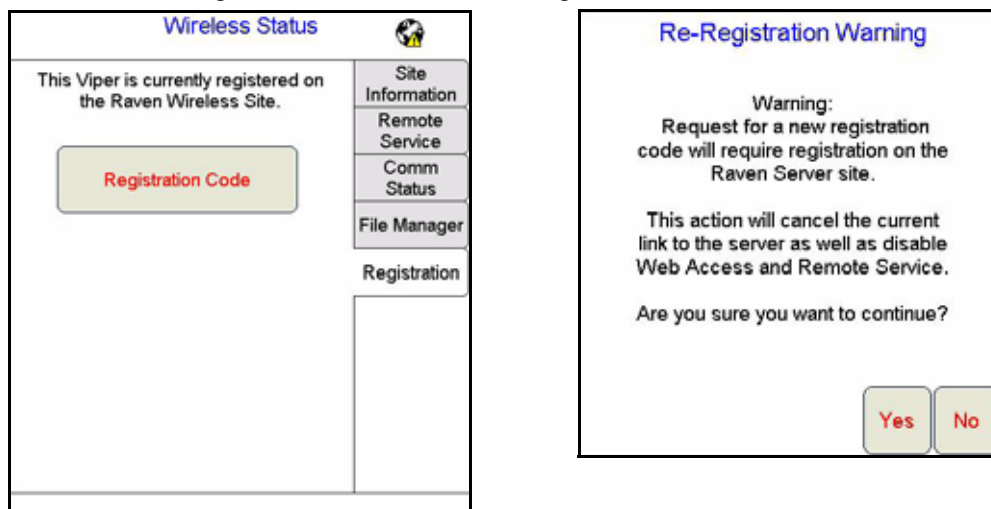 Wireless Status
This Viper is currently registered on
the Raven Wireless Site.
Registration Code
Site
Information
Remote
Service
Comm
Status
File Manager
Registration
Re-Registration Warning
Warning:
Request for a new registration
code will require registration on the
Raven Server site.
This action will cancel the current
link to the server as well as disable
Web Access and Remote Service.
Are you sure you want to continue?
Yes
No